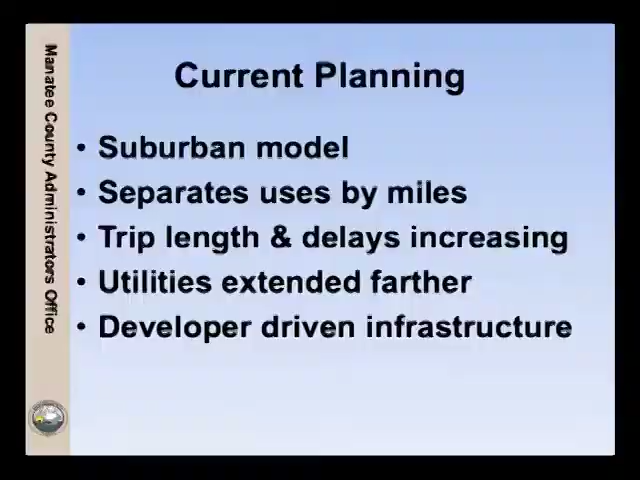 Manatee County Administrators Office
Current Planning
• Suburban model
• Separates uses by miles
• Trip length & delays increasing
• Utilities extended farther
• Developer driven infrastructure